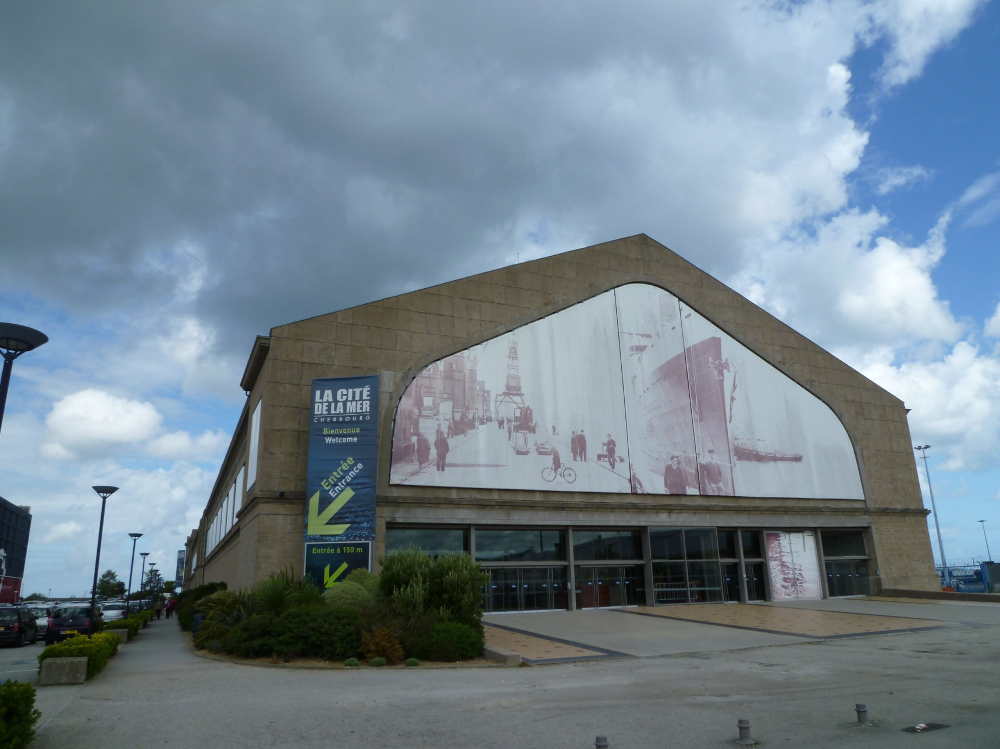 LA CITÉ
DE LA MER
CHERBOURG
Bienvenue
Welcome
Entrée
Entrance
Entrée à 150 m